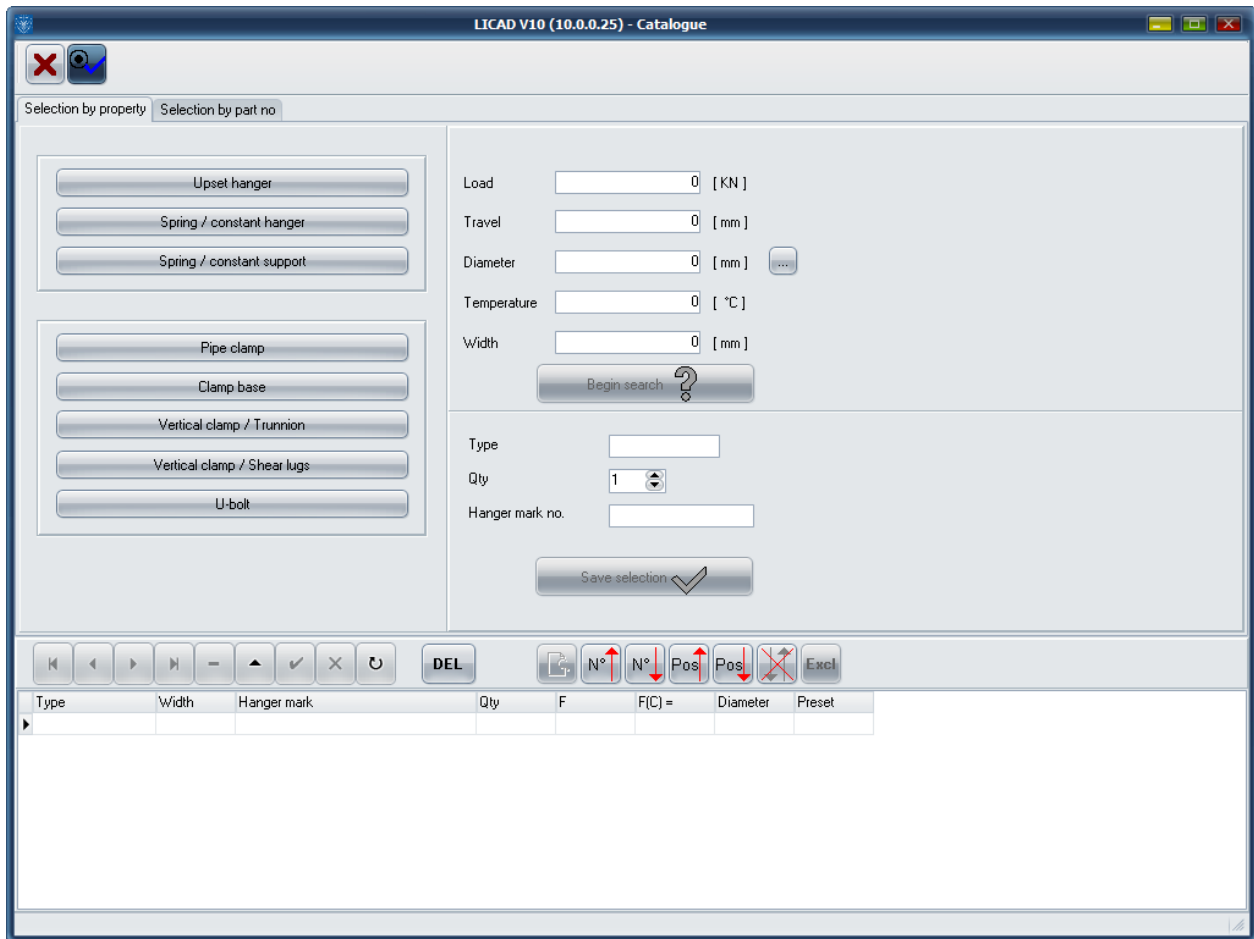 LICAD V10 (10.0.0.25) - Catalogue
Selection by property Selection by part no
Upset hanger
Spring / constant hanger
Spring / constant support
Pipe clamp
Clamp base
Vertical clamp / Trunnion
Vertical clamp / Shear lugs
U-bolt
Load 0 [ KN ]
Travel 0 [ mm ]
Diameter 0 [ mm ] ...
Temperature 0 [ °C ]
Width 0 [ mm ]
Begin search ?
Type
Qty 1
Hanger mark no.
Save selection
DEL N° N° Pos Pos Excl
Type Width Hanger mark Qty F F(C) = Diameter Preset